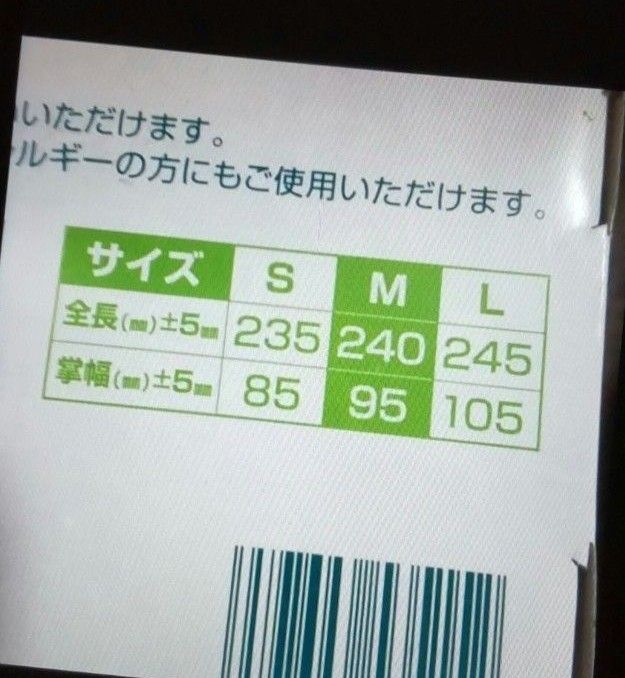 いただけます。
ルギーの方にもご使用いただけます。
サイズ S M L
全長(㎜)±5㎜ 235 240 245
掌幅(㎜)±5㎜ 85 95 105